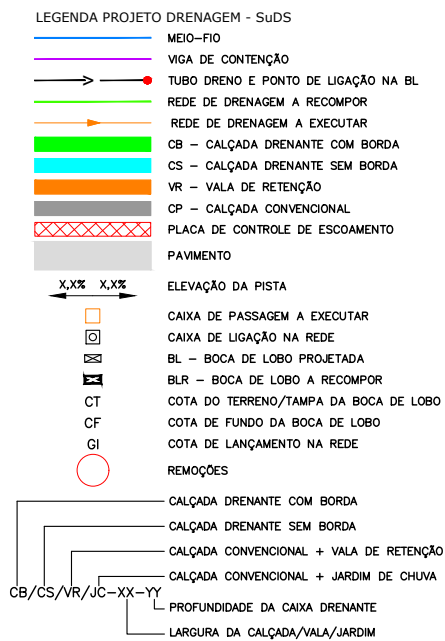 LEGENDA PROJETO DRENAGEM - SuDS
MEIO-FIO
VIGA DE CONTENÇÃO
TUBO DRENO E PONTO DE LIGAÇÃO NA BL
REDE DE DRENAGEM A RECOMPOR
REDE DE DRENAGEM A EXECUTAR
CB - CALÇADA DRENANTE COM BORDA
CS - CALÇADA DRENANTE SEM BORDA
VR - VALA DE RETENÇÃO
CP - CALÇADA CONVENCIONAL
PLACA DE CONTROLE DE ESCOAMENTO
PAVIMENTO
X,X% X,X% ELEVAÇÃO DA PISTA
CAIXA DE PASSAGEM A EXECUTAR
CAIXA DE LIGAÇÃO NA REDE
BL - BOCA DE LOBO PROJETADA
BLR - BOCA DE LOBO A RECOMPOR
CT COTA DO TERRENO/TAMPA DA BOCA DE LOBO
CF COTA DE FUNDO DA BOCA DE LOBO
GI COTA DE LANÇAMENTO NA REDE
REMOÇÕES
CALÇADA DRENANTE COM BORDA
CALÇADA DRENANTE SEM BORDA
CALÇADA CONVENCIONAL + VALA DE RETENÇÃO
CALÇADA CONVENCIONAL + JARDIM DE CHUVA
CB/CS/VR/JC-XX-YY
PROFUNDIDADE DA CAIXA DRENANTE
LARGURA DA CALÇADA/VALA/JARDIM